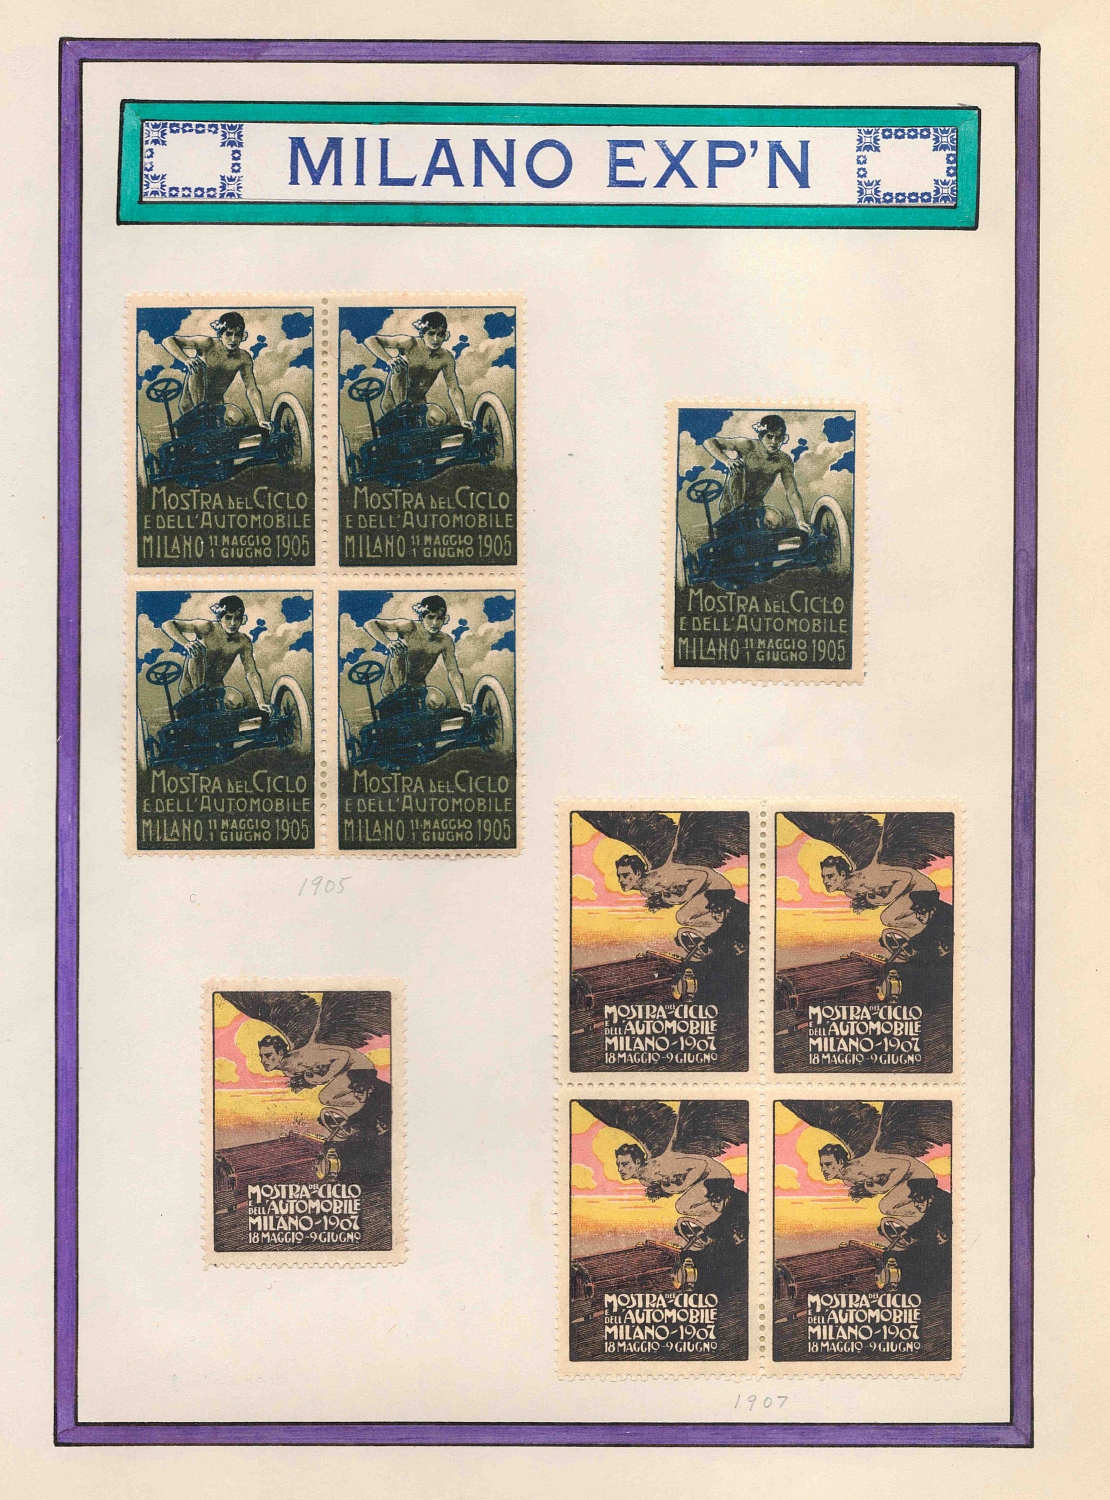 MILANO EXP'N
MOSTRA DEL CICLO
E DELL'AUTOMOBILE
MILANO 11 MAGGIO
1 GIUGNO 1905
MOSTRA DEL CICLO
E DELL'AUTOMOBILE
MILANO 11 MAGGIO
1 GIUGNO 1905
MOSTRA DEL CICLO
E DELL'AUTOMOBILE
MILANO 11 MAGGIO
1 GIUGNO 1905
MOSTRA DEL CICLO
E DELL'AUTOMOBILE
MILANO 11 MAGGIO
1 GIUGNO 1905
MOSTRA DEL CICLO
E DELL'AUTOMOBILE
MILANO 11 MAGGIO
1 GIUGNO 1905
1905
MOSTRA DEL CICLO
E DELL'AUTOMOBILE
MILANO-1907
18 MAGGIO-9 GIUGNO
MOSTRA DEL CICLO
E DELL'AUTOMOBILE
MILANO-1907
18 MAGGIO-9 GIUGNO
MOSTRA DEL CICLO
E DELL'AUTOMOBILE
MILANO-1907
18 MAGGIO-9 GIUGNO
MOSTRA DEL CICLO
E DELL'AUTOMOBILE
MILANO-1907
18 MAGGIO-9 GIUGNO
MOSTRA DEL CICLO
E DELL'AUTOMOBILE
MILANO-1907
18 MAGGIO-9 GIUGNO
1907